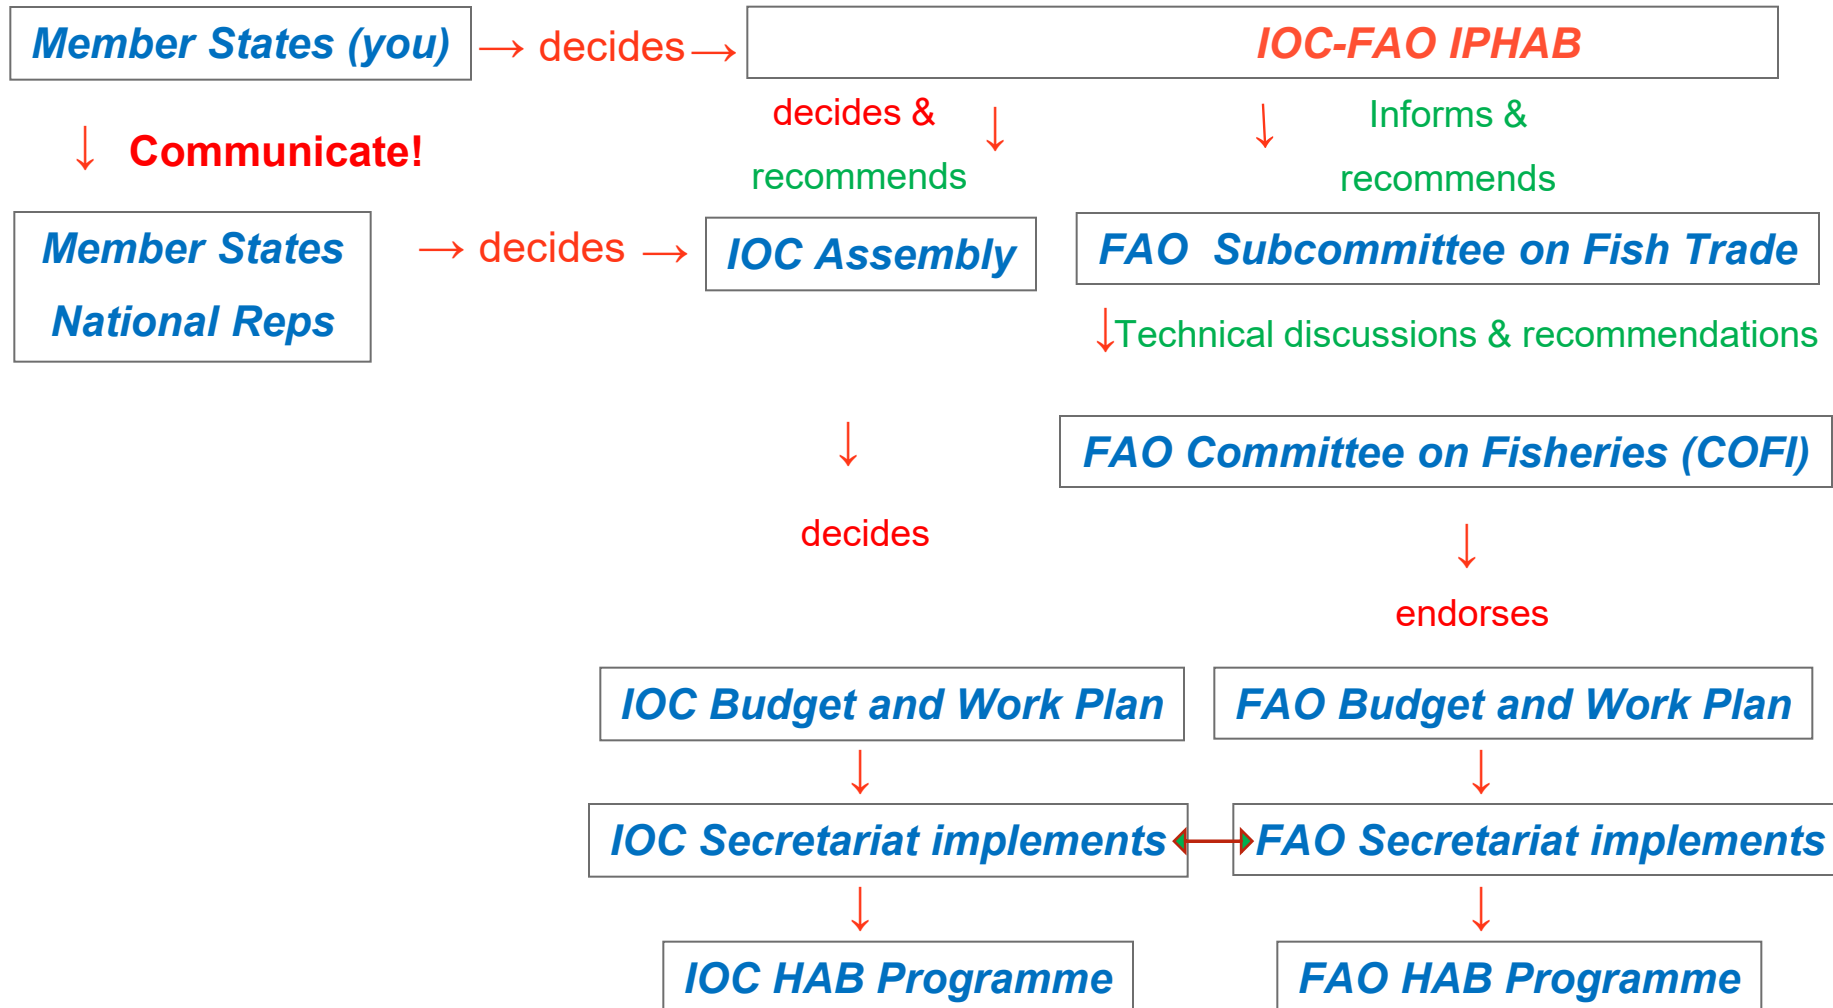 Member States (you) → decides → IOC-FAO IPHAB
↓ Communicate!
decides & ↓
recommends
↓ Informs &
recommends
Member States
National Reps
→ decides → IOC Assembly
FAO Subcommittee on Fish Trade
↓Technical discussions & recommendations
FAO Committee on Fisheries (COFI)
↓
decides
↓
endorses
IOC Budget and Work Plan
FAO Budget and Work Plan
↓ ↓
IOC Secretariat implements
FAO Secretariat implements
↓ ↓
IOC HAB Programme
FAO HAB Programme